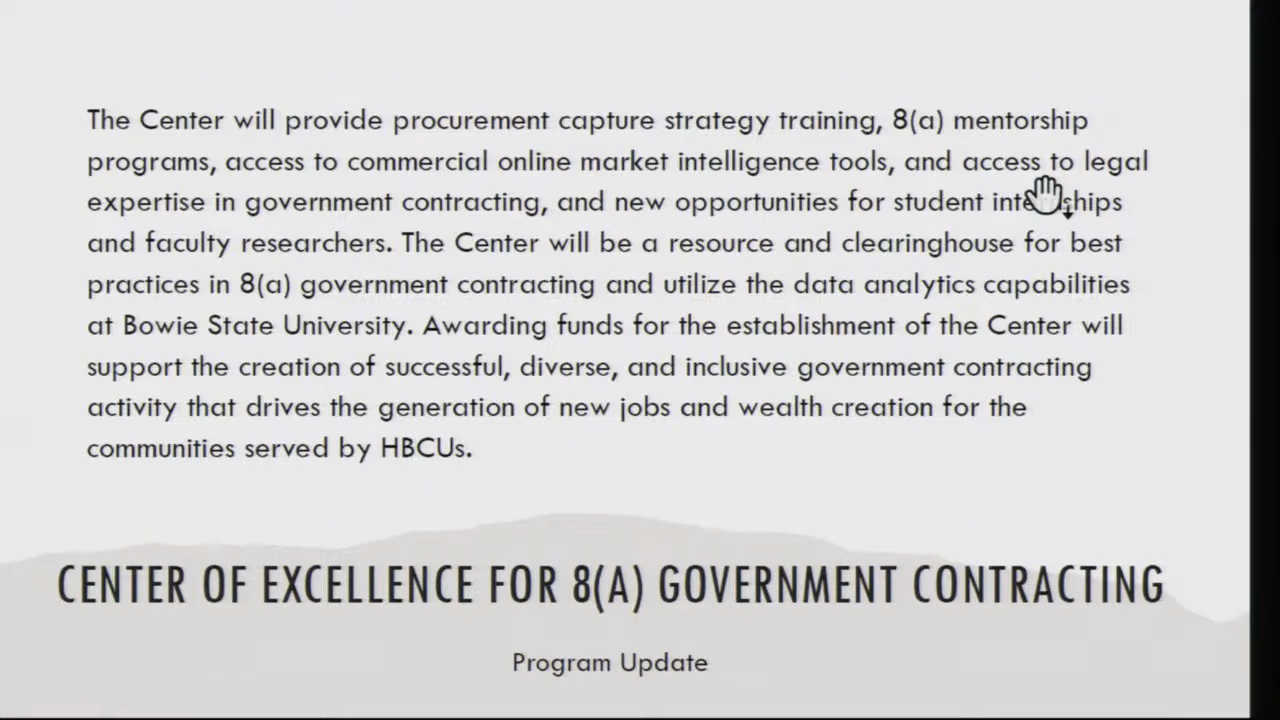 The Center will provide procurement capture strategy training, 8(a) mentorship
programs, access to commercial online market intelligence tools, and access to legal
expertise in government contracting, and new opportunities for student internships
and faculty researchers. The Center will be a resource and clearinghouse for best
practices in 8(a) government contracting and utilize the data analytics capabilities
at Bowie State University. Awarding funds for the establishment of the Center will
support the creation of successful, diverse, and inclusive government contracting
activity that drives the generation of new jobs and wealth creation for the
communities served by HBCUs.
CENTER OF EXCELLENCE FOR 8(A) GOVERNMENT CONTRACTING
Program Update